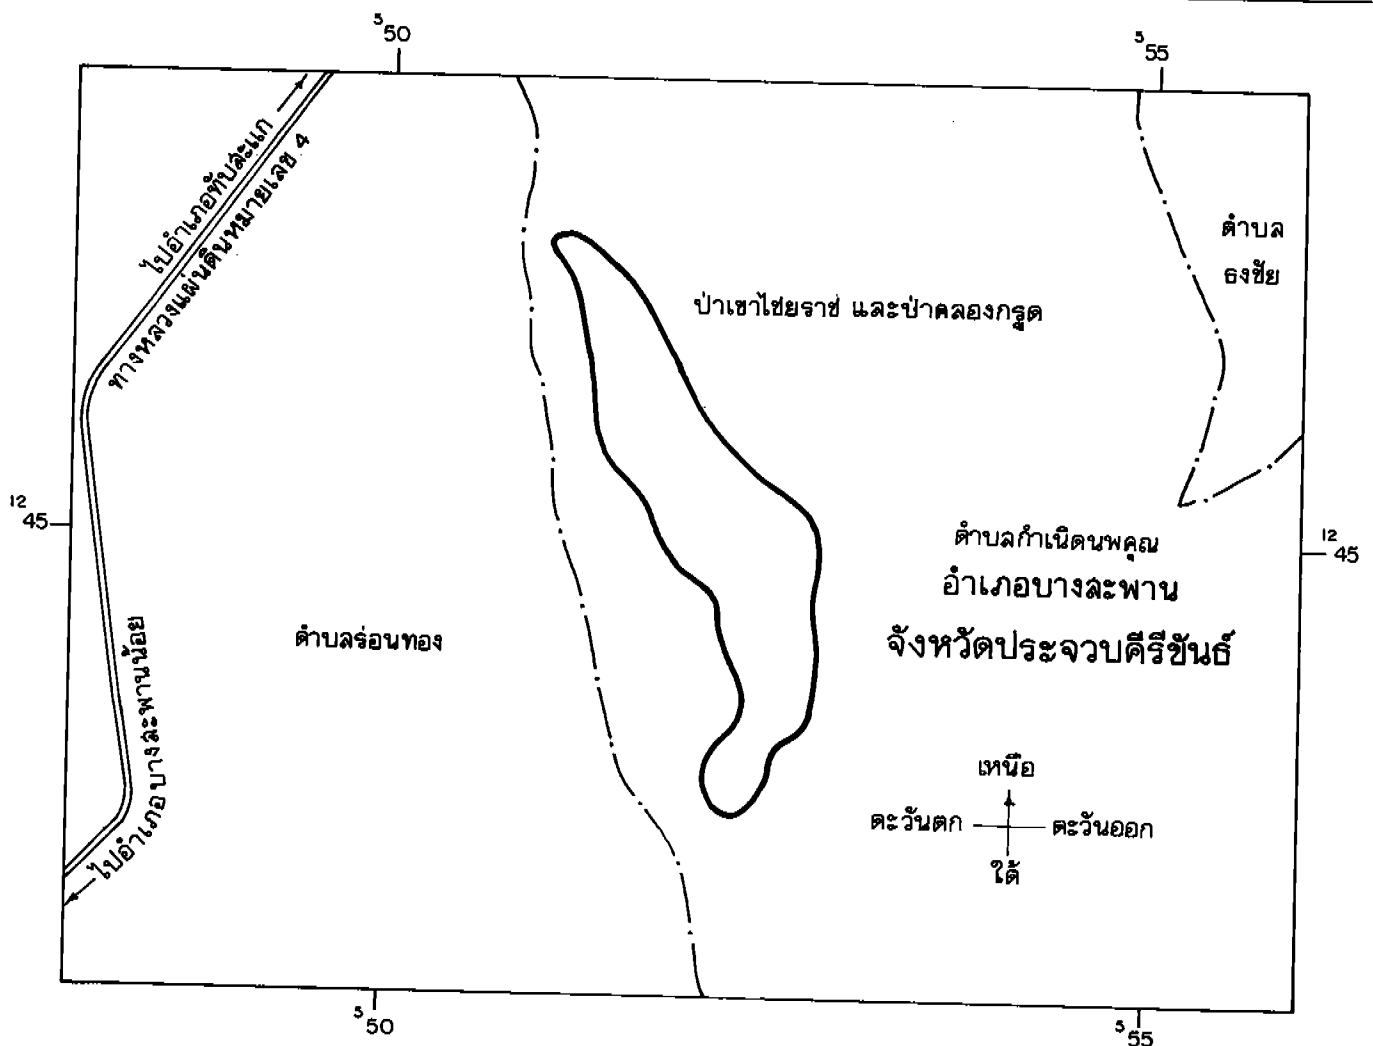 5 50
5 55
ไปอำเภอทับสะแก
ทางหลวงแผ่นดินหมายเลข 4
ตำบล
ธงชัย
ป่าเขาไชยราช และป่าคลองกรูด
12 45
12 45
ตำบลกำเนิดนพคุณ
อำเภอบางสะพาน
จังหวัดประจวบคีรีขันธ์
ตำบลร่อนทอง
ไปอำเภอบางสะพานน้อย
เหนือ
ตะวันตก
ตะวันออก
ใต้
5 50
5 55